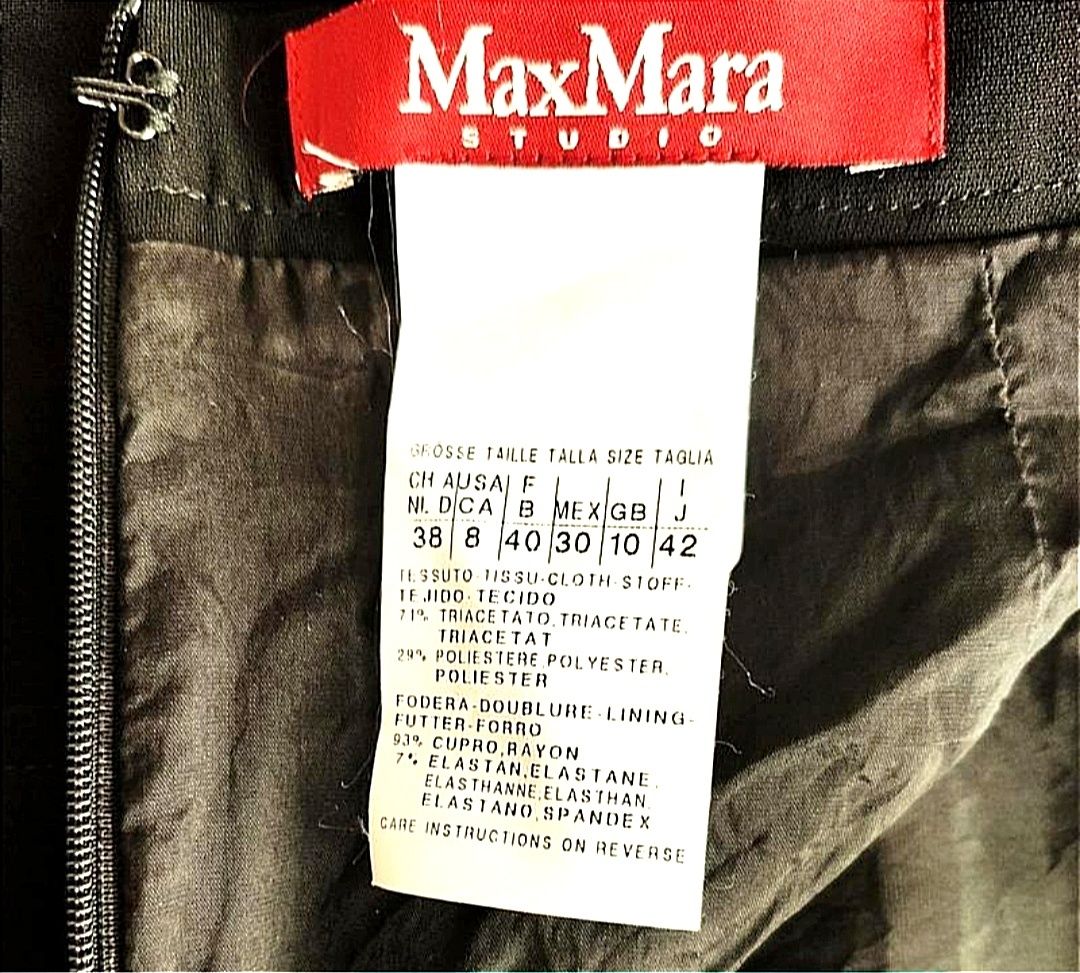 MaxMara
STUDIO
GRÖSSE TAILLE TALLA SIZE TAGLIA
CH A USA F I
NL D CA B MEX GB J
38 8 40 30 10 42
TESSUTO-TISSU-CLOTH-STOFF-
TEJIDO-TECIDO
71% TRIACETATO,TRIACETATE,
TRIACETAT
29% POLIESTERE,POLYESTER,
POLIESTER
FODERA-DOUBLURE-LINING-
FUTTER-FORRO
93% CUPRO,RAYON
7% ELASTAN,ELASTANE,
ELASTHANNE,ELASTHAN,
ELASTANO,SPANDEX
CARE INSTRUCTIONS ON REVERSE